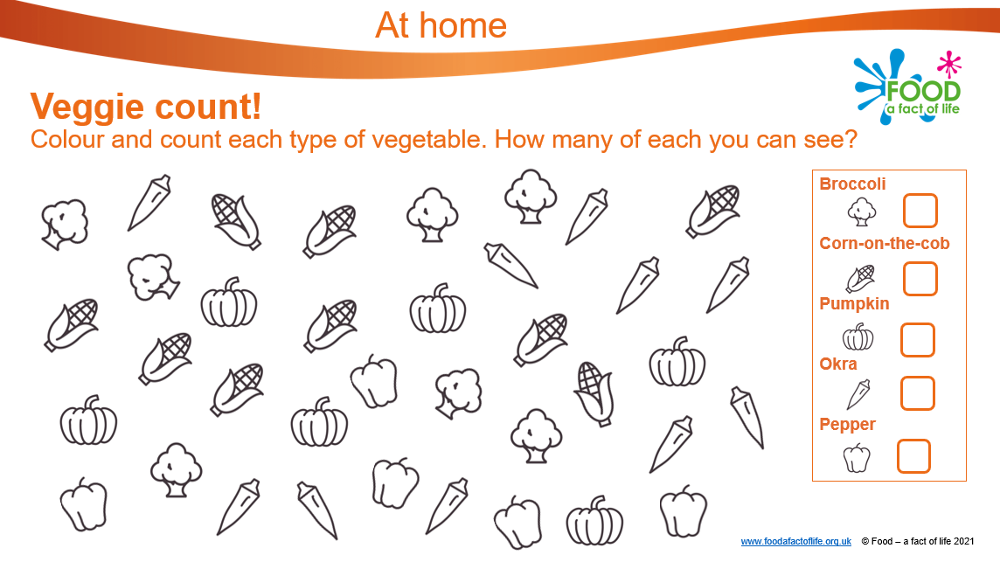 At home
FOOD
a fact of life
Veggie count!
Colour and count each type of vegetable. How many of each you can see?
Broccoli
Corn-on-the-cob
Pumpkin
Okra
Pepper
www.foodafactoflife.org.uk © Food – a fact of life 2021